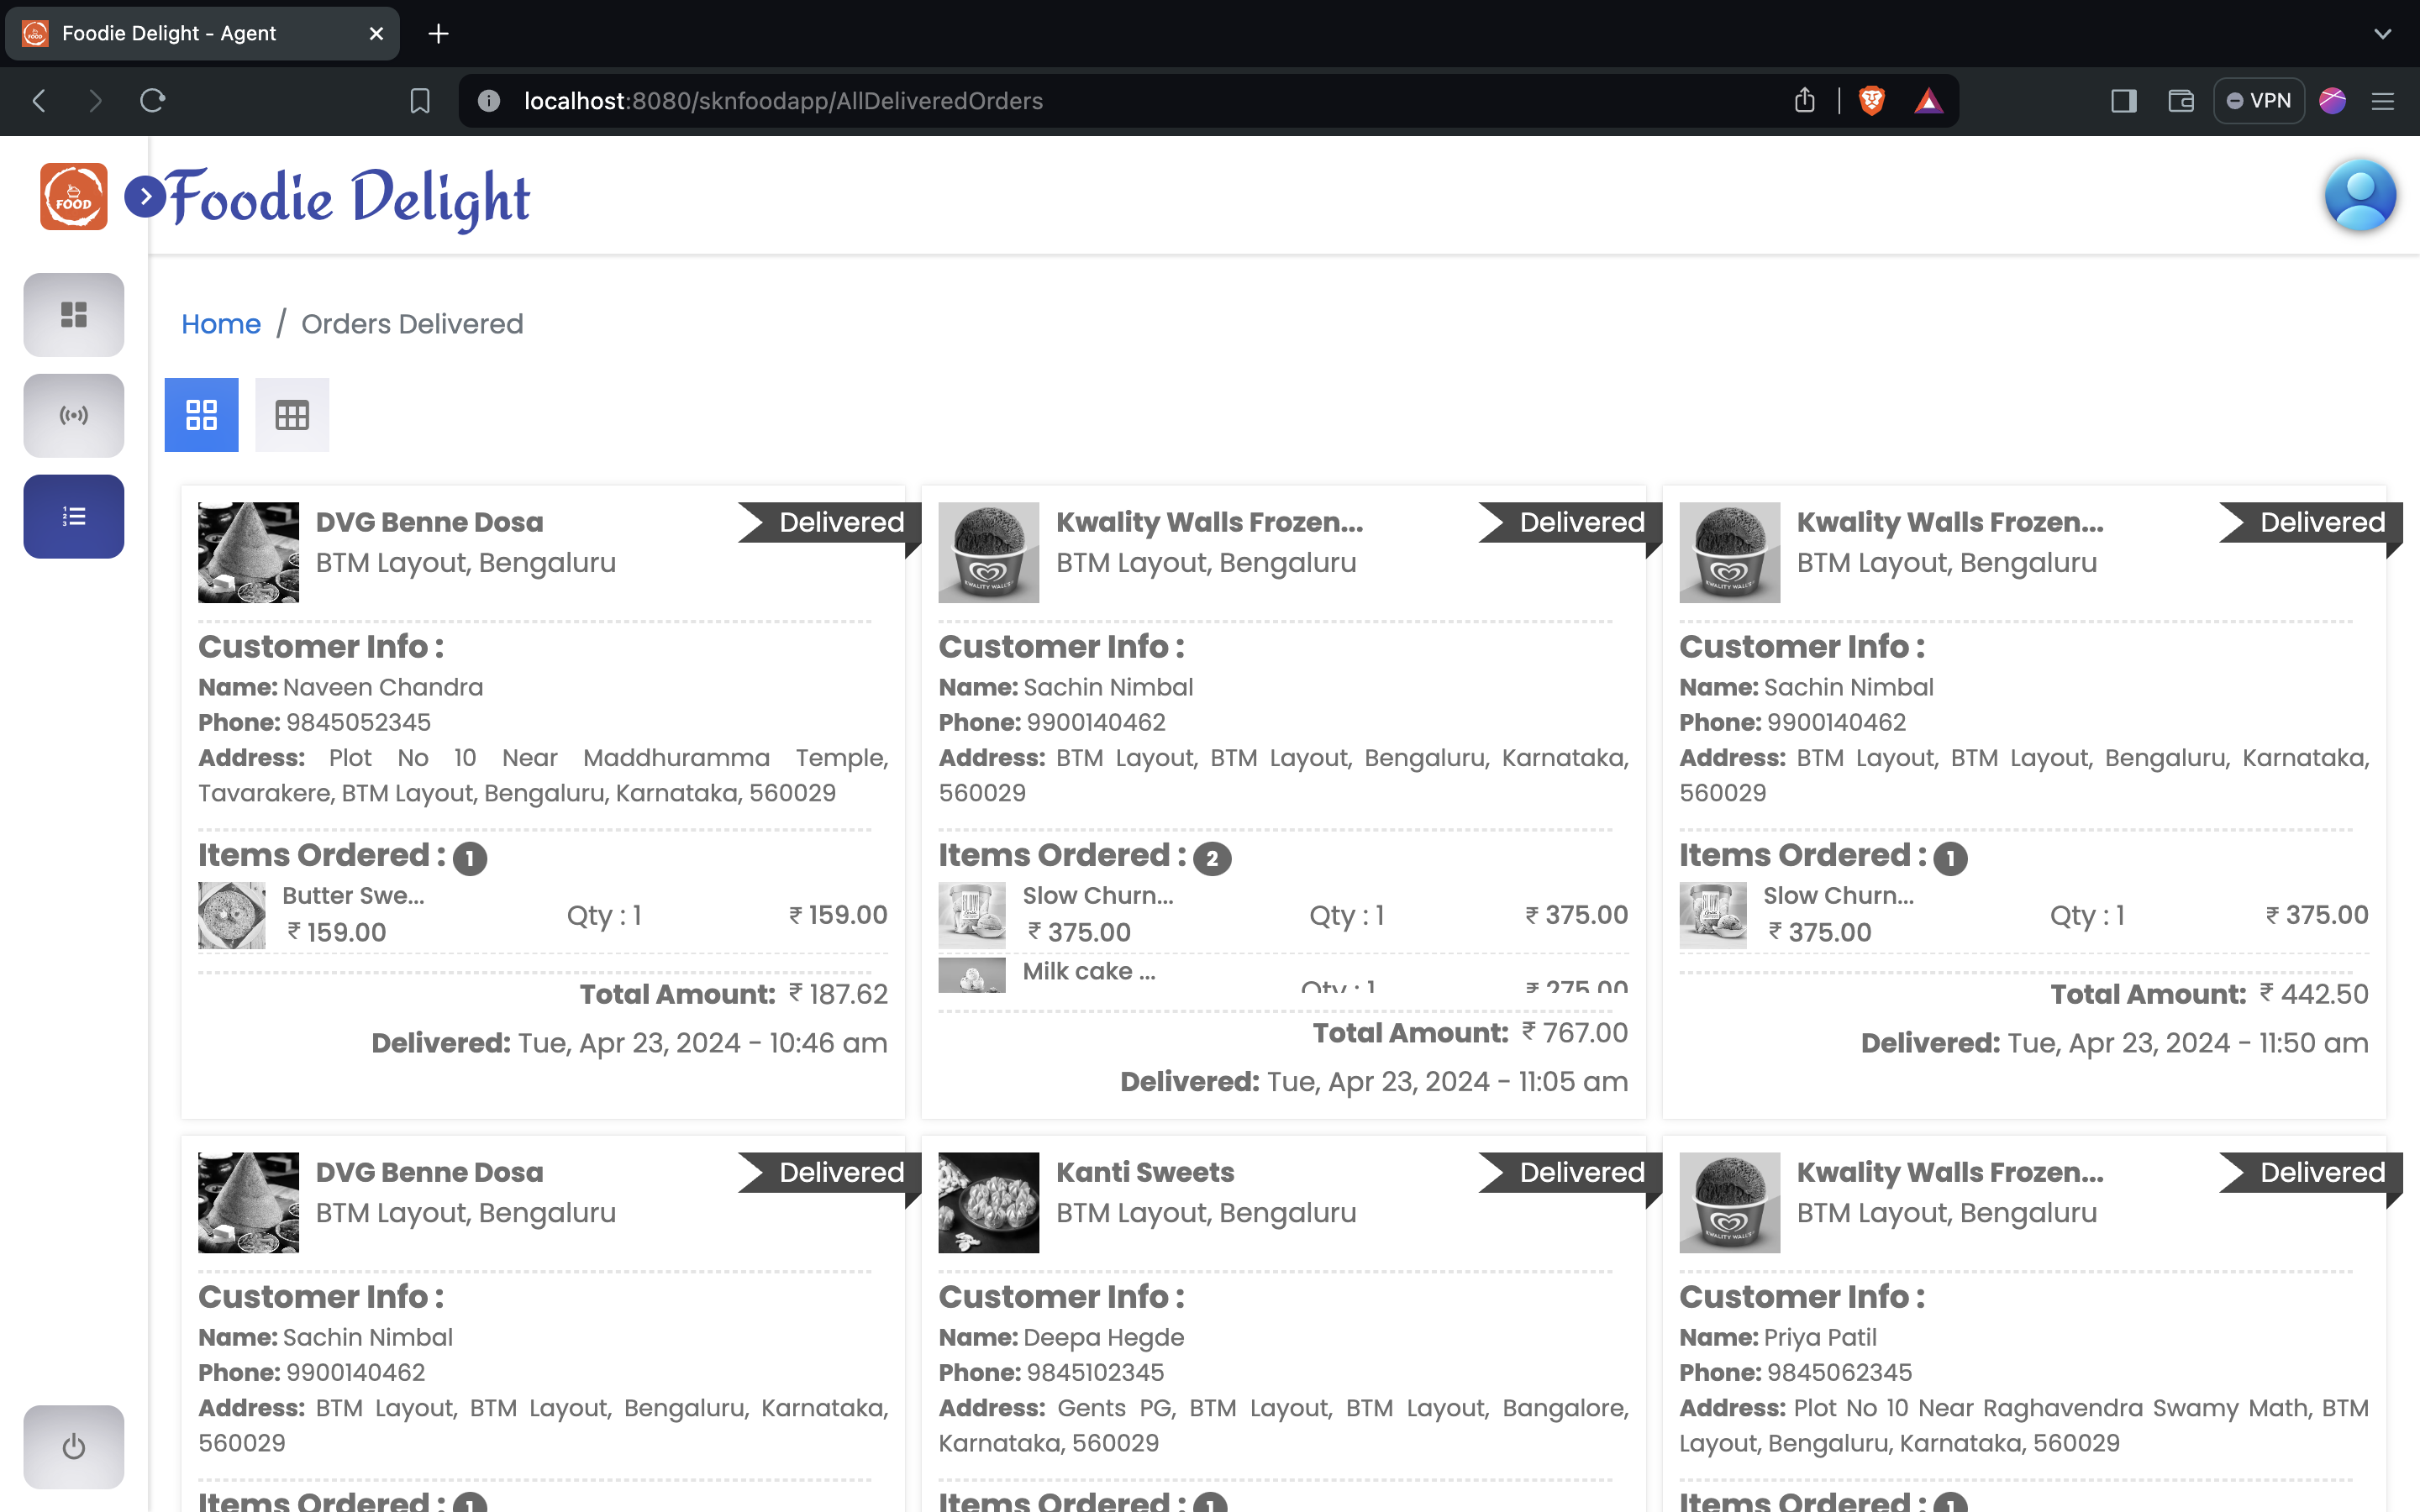 Foodie Delight - Agent
localhost:8080/sknfoodapp/AllDeliveredOrders
VPN
FOOD
Foodie Delight
Home / Orders Delivered
DVG Benne Dosa
BTM Layout, Bengaluru
Delivered
Customer Info :
Name: Naveen Chandra
Phone: 9845052345
Address: Plot No 10 Near Maddhuramma Temple,
Tavarakere, BTM Layout, Bengaluru, Karnataka, 560029
Items Ordered : 1
Butter Swe...
₹ 159.00
Qty : 1
₹ 159.00
Total Amount: ₹ 187.62
Delivered: Tue, Apr 23, 2024 - 10:46 am
Kwality Walls Frozen...
BTM Layout, Bengaluru
Delivered
KWALITY WALL'S
Customer Info :
Name: Sachin Nimbal
Phone: 9900140462
Address: BTM Layout, BTM Layout, Bengaluru, Karnataka,
560029
Items Ordered : 2
Slow Churn...
₹ 375.00
Qty : 1
₹ 375.00
Milk cake ...
Qty : 1
₹ 275.00
Total Amount: ₹ 767.00
Delivered: Tue, Apr 23, 2024 - 11:05 am
Kwality Walls Frozen...
BTM Layout, Bengaluru
Delivered
KWALITY WALL'S
Customer Info :
Name: Sachin Nimbal
Phone: 9900140462
Address: BTM Layout, BTM Layout, Bengaluru, Karnataka,
560029
Items Ordered : 1
Slow Churn...
₹ 375.00
Qty : 1
₹ 375.00
Total Amount: ₹ 442.50
Delivered: Tue, Apr 23, 2024 - 11:50 am
DVG Benne Dosa
BTM Layout, Bengaluru
Delivered
Customer Info :
Name: Sachin Nimbal
Phone: 9900140462
Address: BTM Layout, BTM Layout, Bengaluru, Karnataka,
560029
Items Ordered : 1
Kanti Sweets
BTM Layout, Bengaluru
Delivered
Customer Info :
Name: Deepa Hegde
Phone: 9845102345
Address: Gents PG, BTM Layout, BTM Layout, Bangalore,
Karnataka, 560029
Items Ordered : 1
Kwality Walls Frozen...
BTM Layout, Bengaluru
Delivered
KWALITY WALL'S
Customer Info :
Name: Priya Patil
Phone: 9845062345
Address: Plot No 10 Near Raghavendra Swamy Math, BTM
Layout, Bengaluru, Karnataka, 560029
Items Ordered : 1